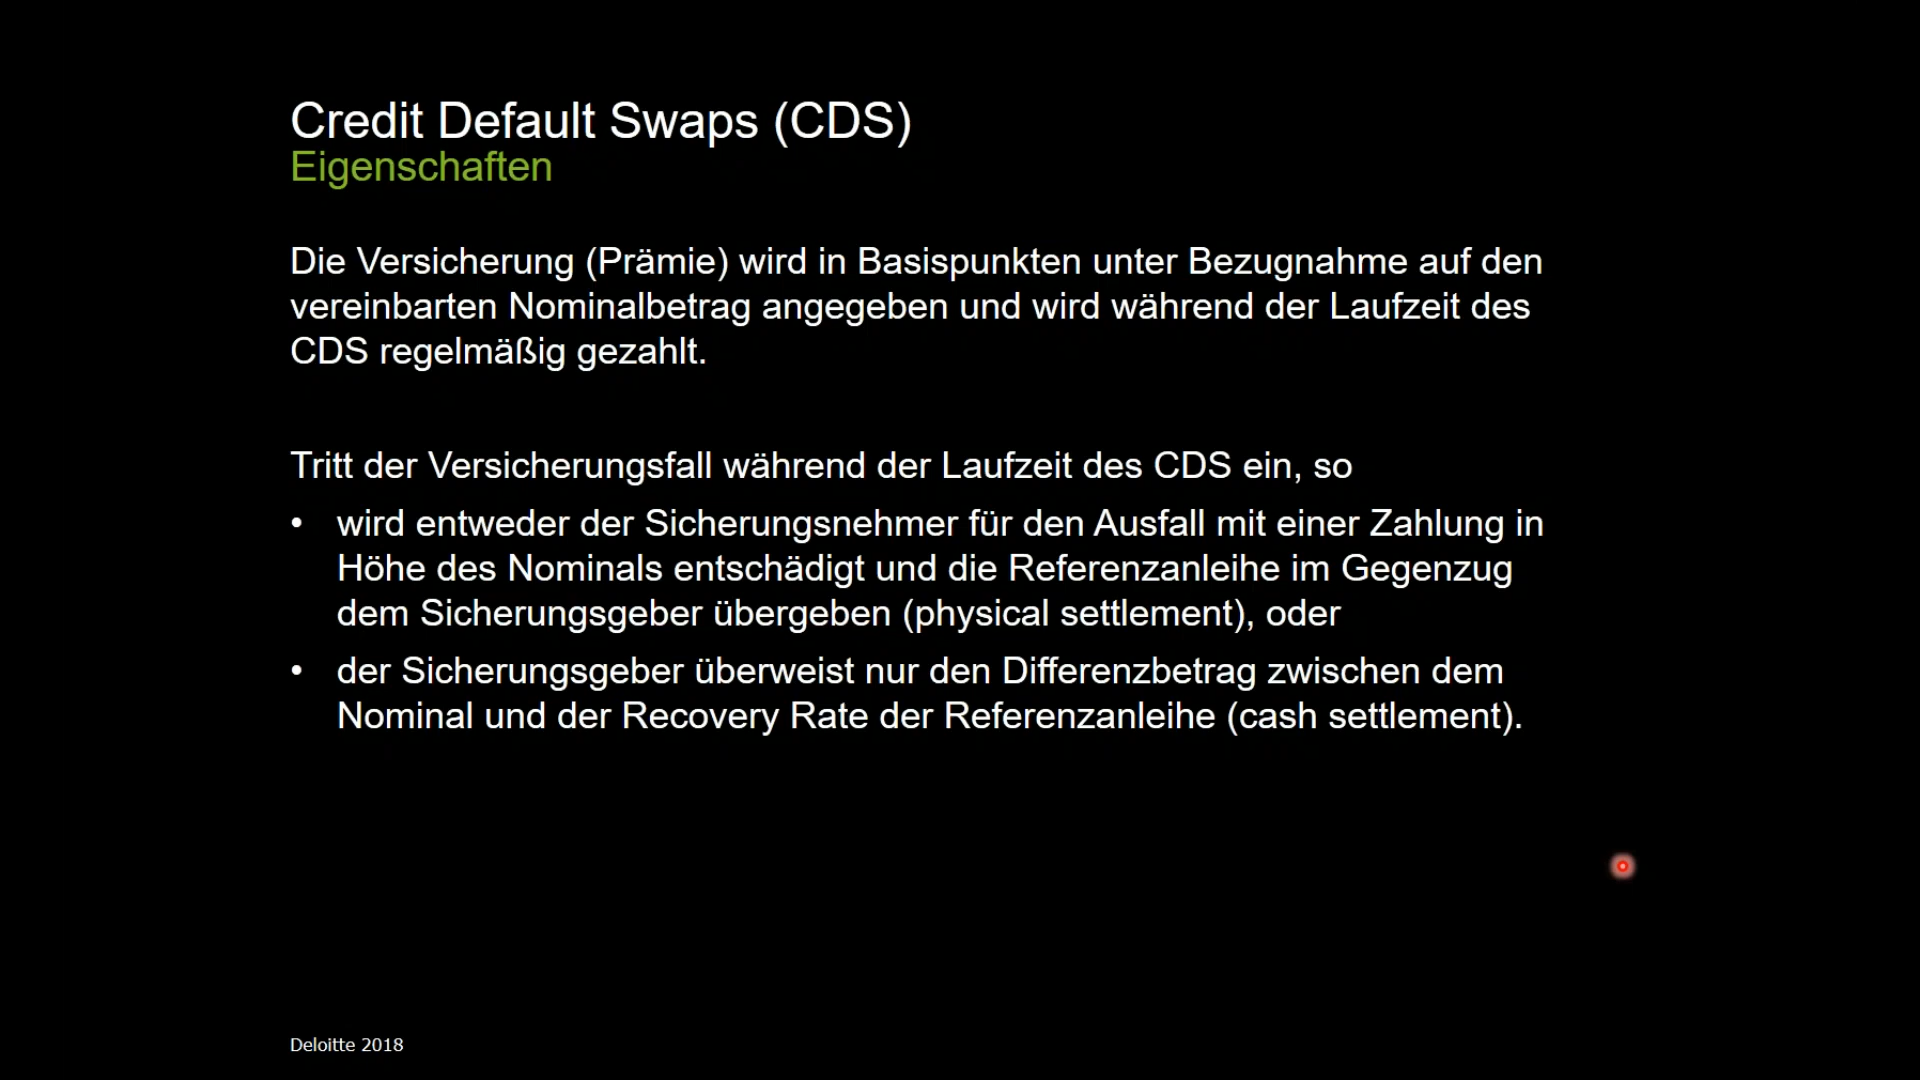 Credit Default Swaps (CDS)
Eigenschaften
Die Versicherung (Prämie) wird in Basispunkten unter Bezugnahme auf den
vereinbarten Nominalbetrag angegeben und wird während der Laufzeit des
CDS regelmäßig gezahlt.
Tritt der Versicherungsfall während der Laufzeit des CDS ein, so
• wird entweder der Sicherungsnehmer für den Ausfall mit einer Zahlung in
Höhe des Nominals entschädigt und die Referenzanleihe im Gegenzug
dem Sicherungsgeber übergeben (physical settlement), oder
• der Sicherungsgeber überweist nur den Differenzbetrag zwischen dem
Nominal und der Recovery Rate der Referenzanleihe (cash settlement).
Deloitte 2018